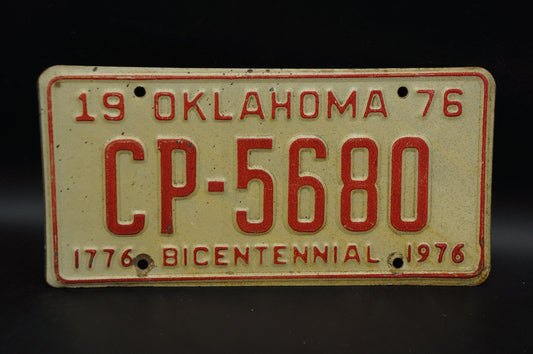 19 OKLAHOMA 76
CP-5680
1776 BICENTENNIAL 1976